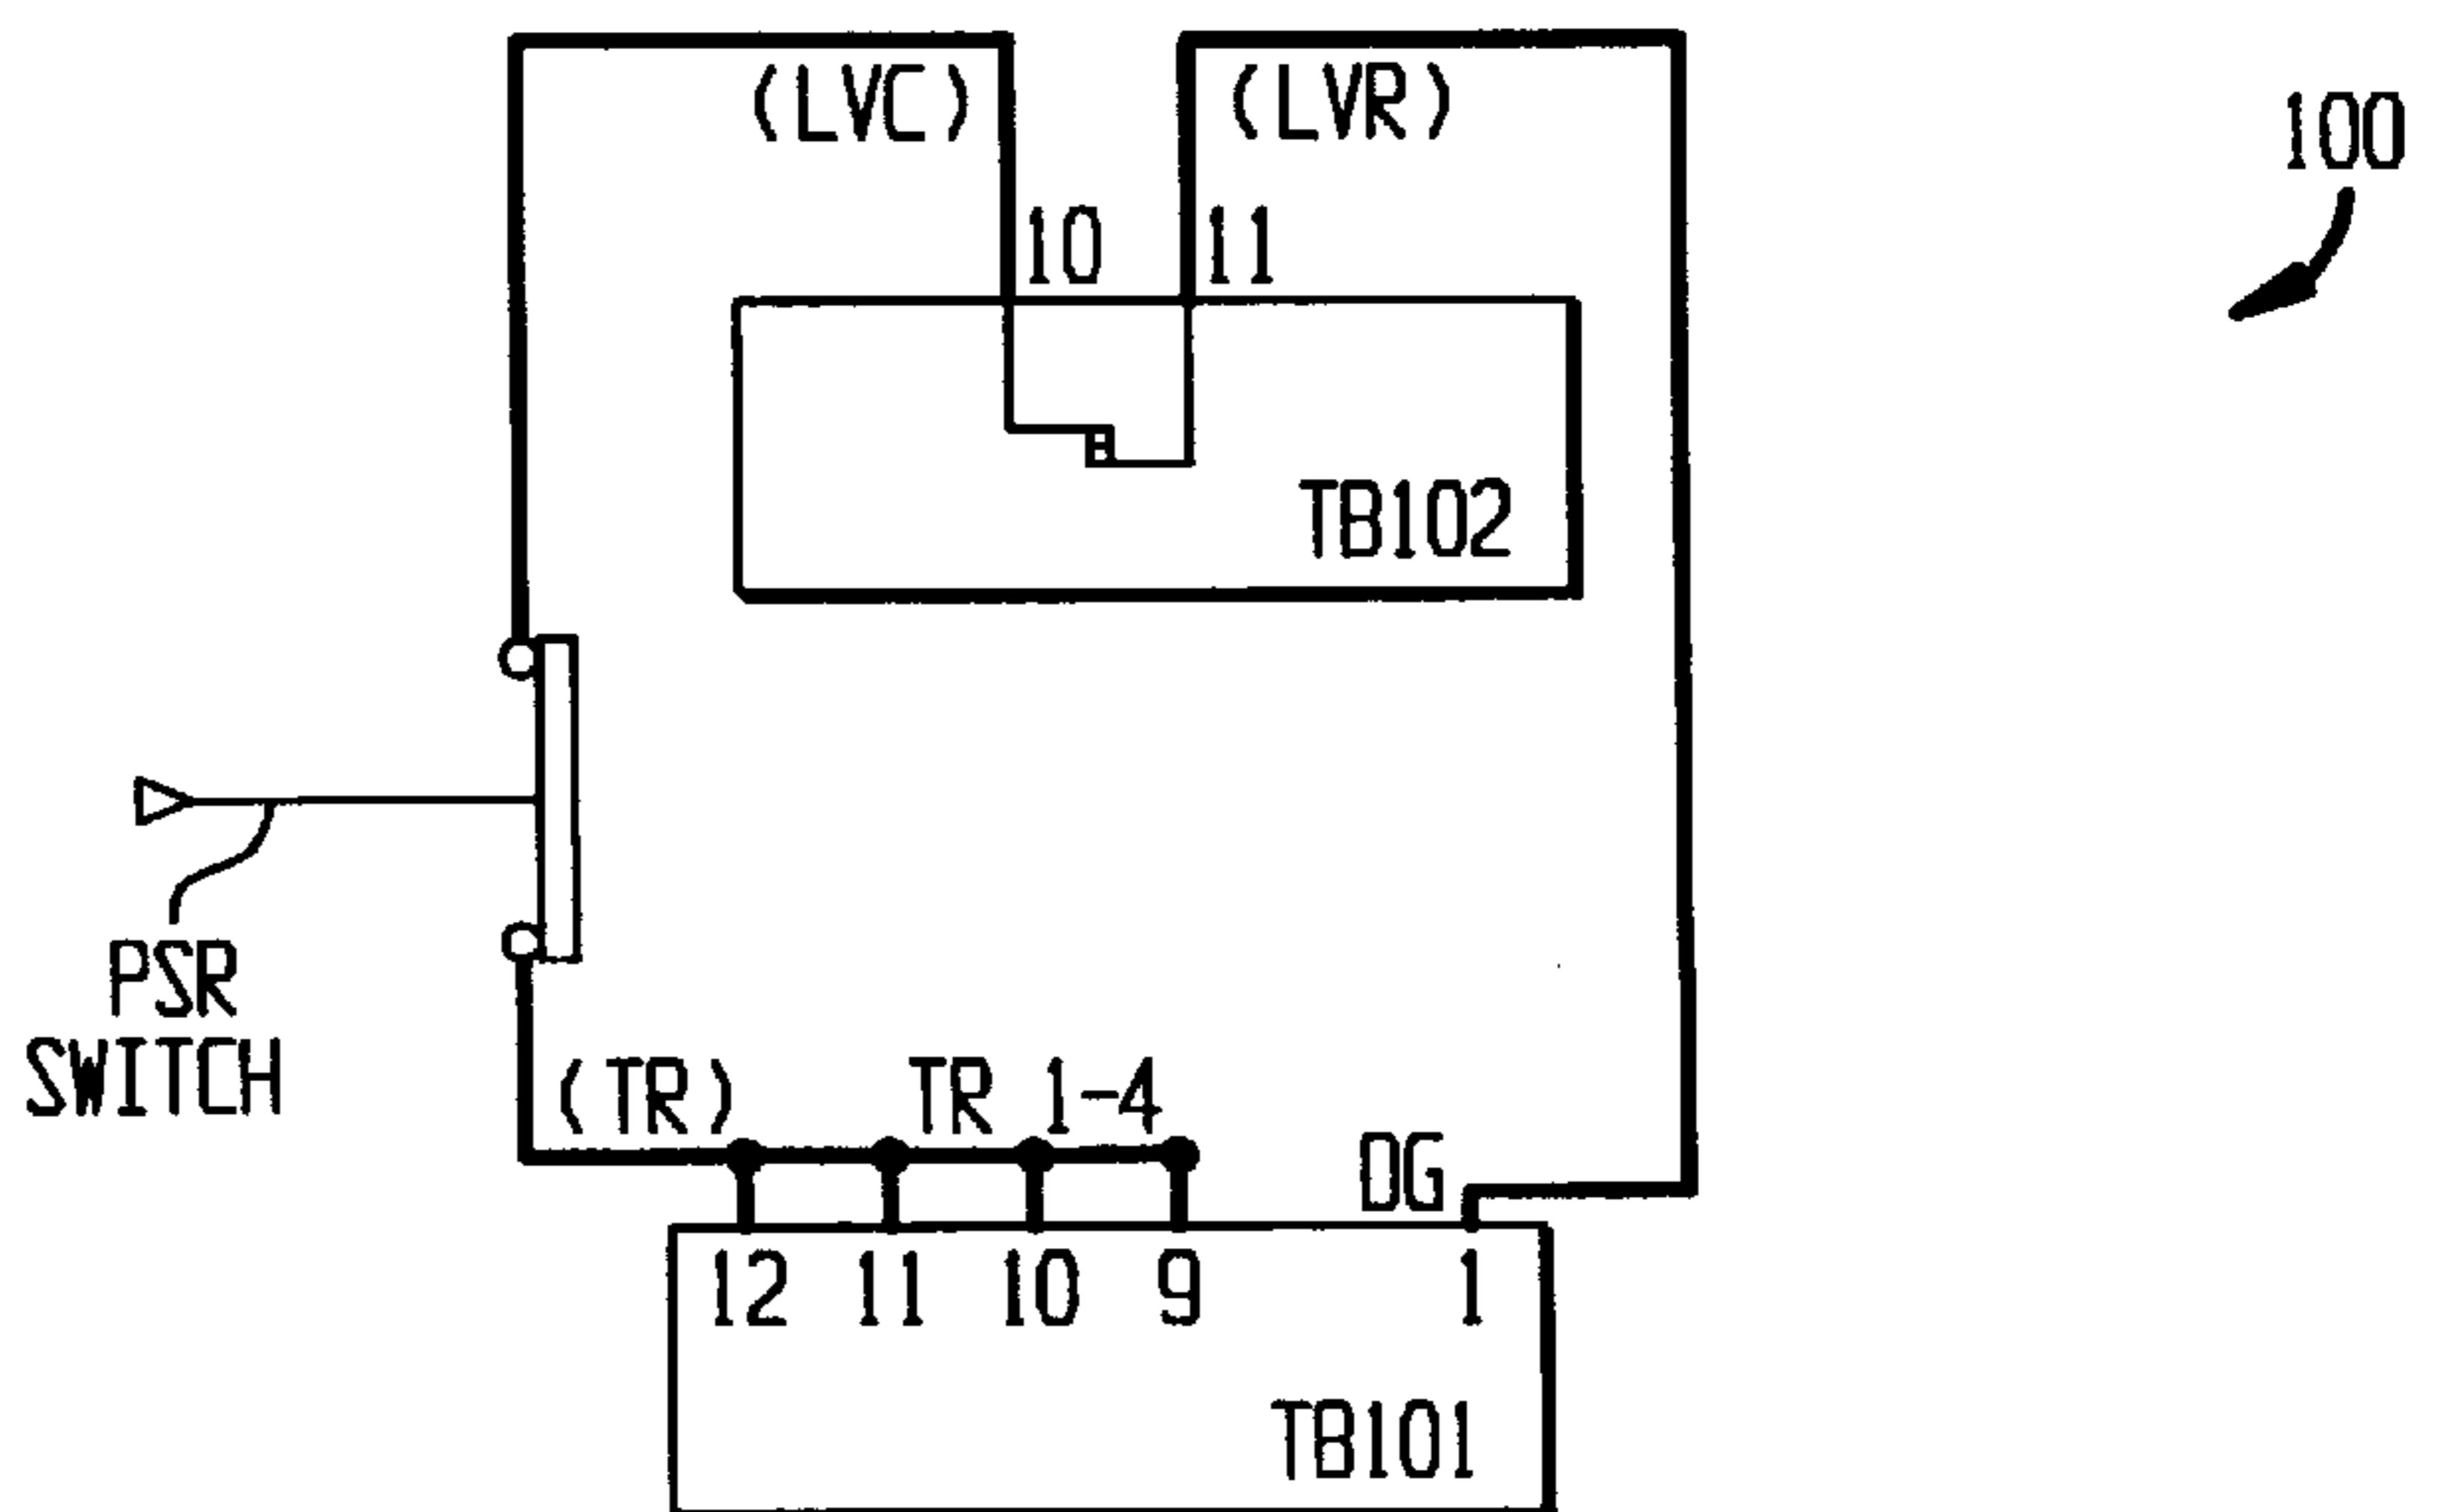 (LVC)
(LVR)
100
10
11
TB102
PSR
SWITCH
(TR)
TR 1-4
DG
12
11
10
9
1
TB101